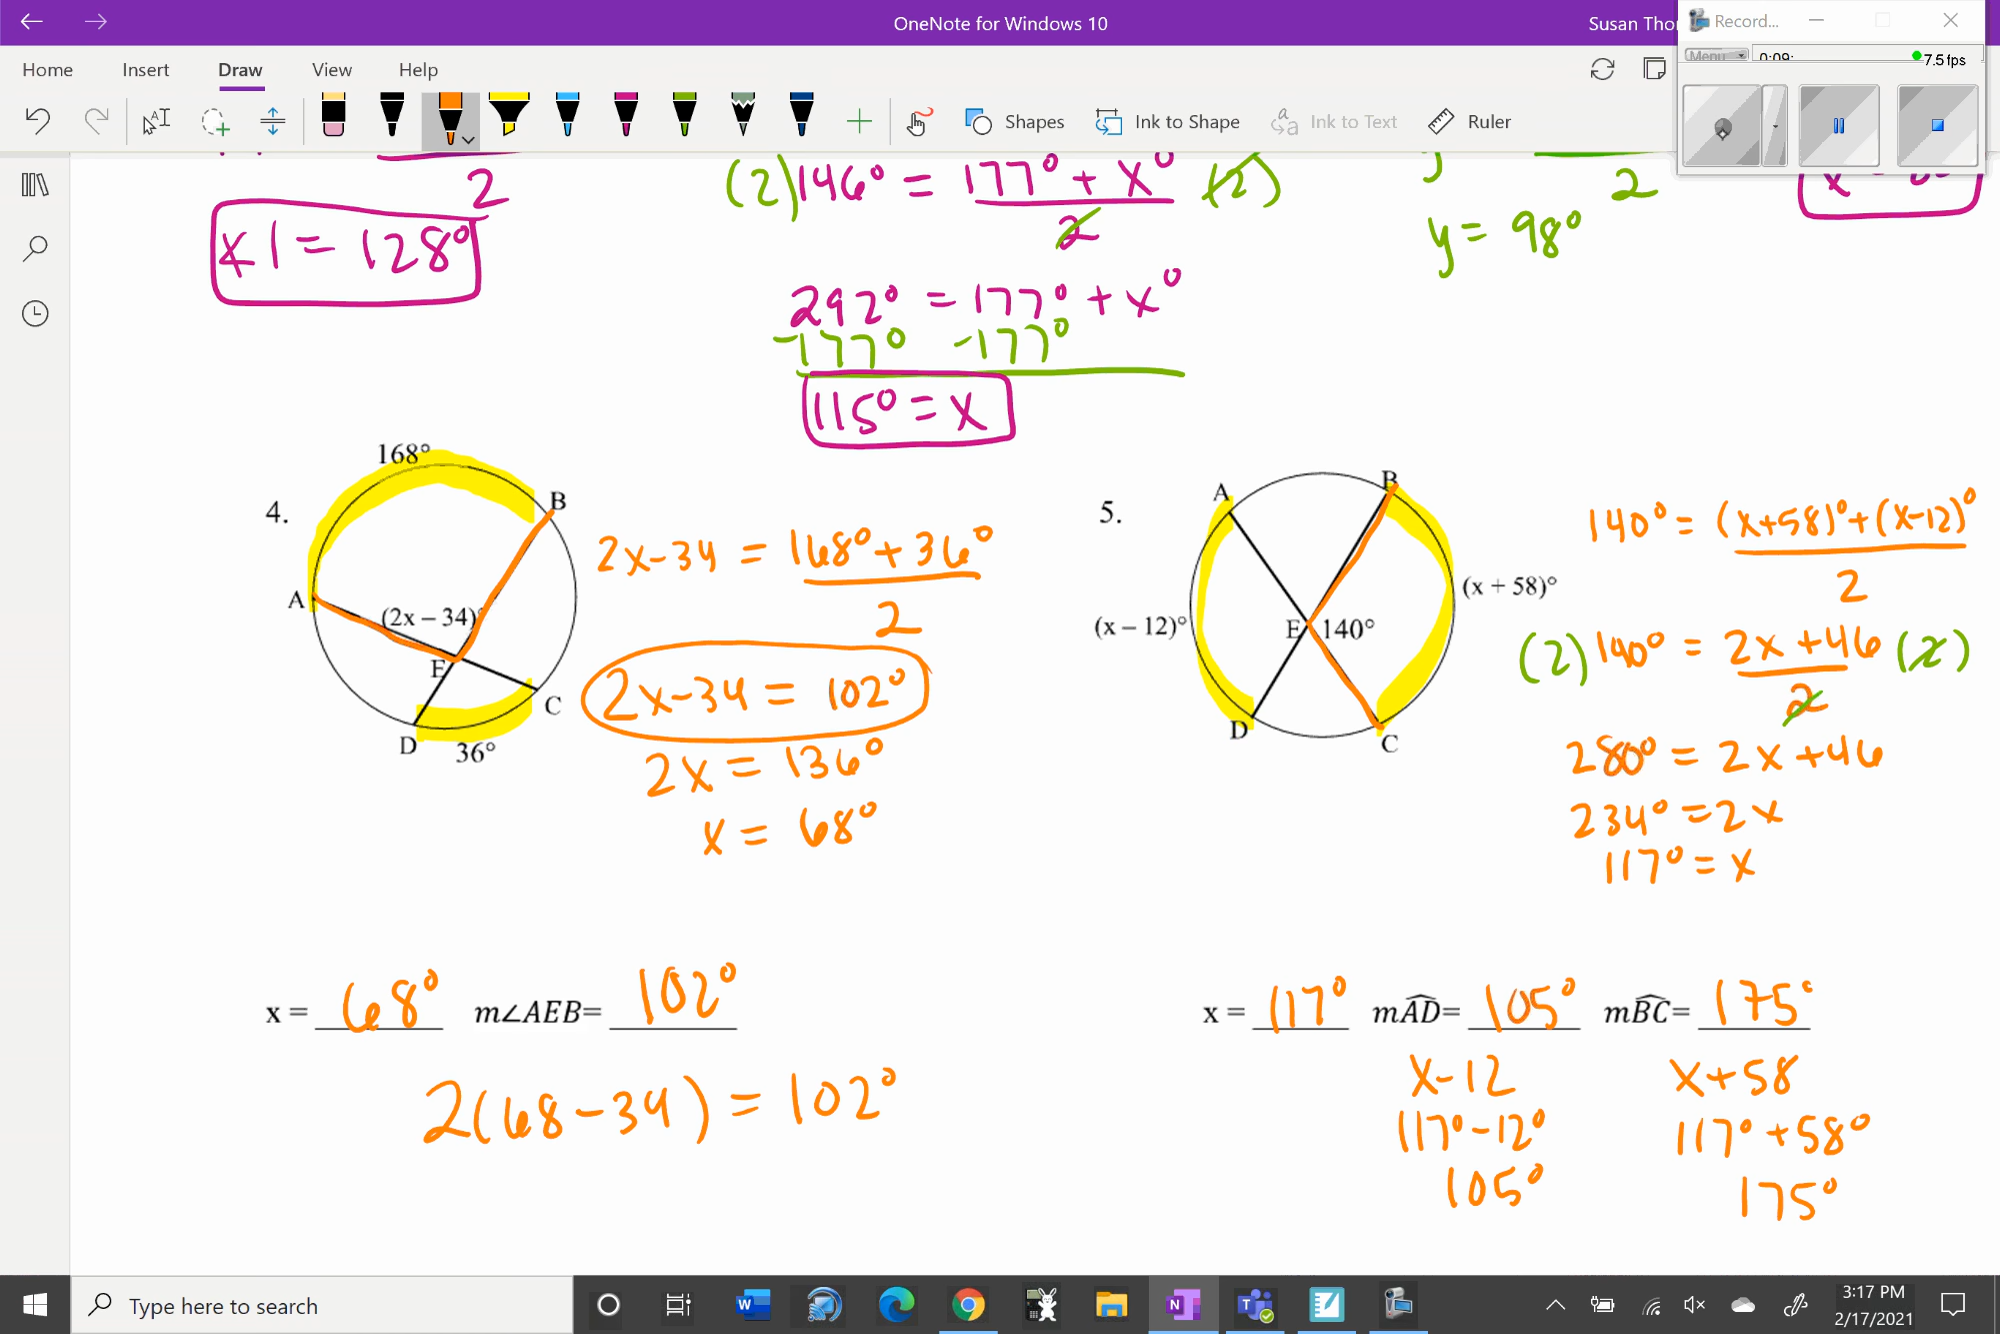 OneNote for Windows 10
Susan Thor
Record...
Home Insert Draw View Help
Menu 0:09: 7.5 fps
Shapes Ink to Shape Ink to Text Ruler
2
∡1 = 128°
(2)146° = 177° + x° (2)
2
292° = 177° + x°
-177° -177°
115° = x
y
2
y = 98°
4.
168°
B
A
(2x – 34)
E
C
D
36°
2x-34 = 168° + 36°
2
2x-34 = 102°
2x = 136°
x = 68°
5.
A
B
(x + 58)°
(x – 12)°
E 140°
D
C
140° = (x+58)° + (x-12)°
2
(2)140° = 2x+46 (2)
2
280° = 2x+46
234° = 2x
117° = x
x = 68° m∠AEB= 102°
2(68-34) = 102°
x = 117° mAD= 105° mBC= 175°
x-12
117°-12°
105°
x+58
117°+58°
175°
Type here to search
3:17 PM
2/17/2021